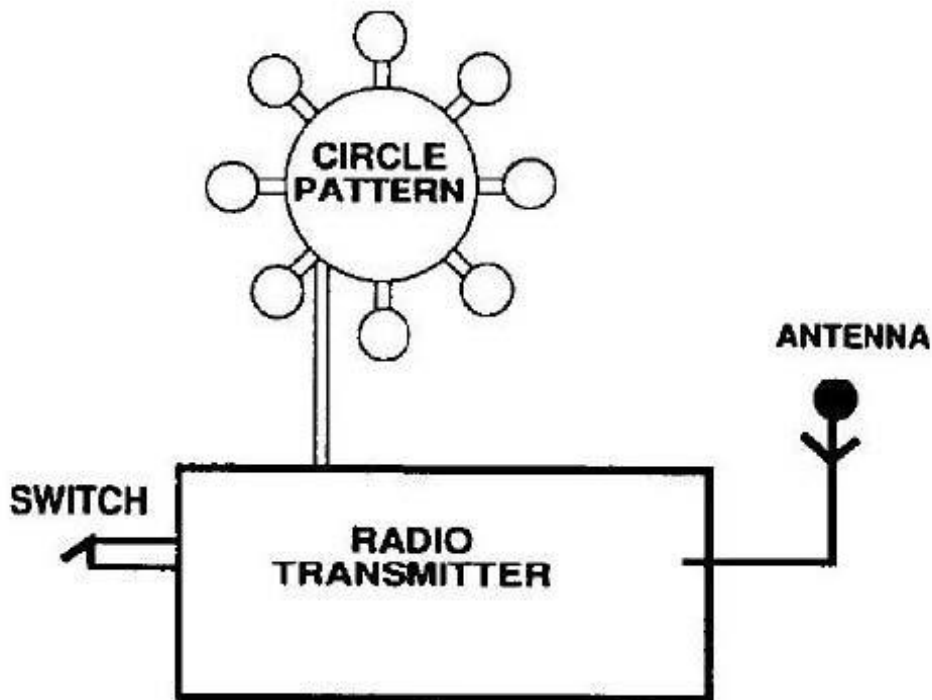 CIRCLE
PATTERN
ANTENNA
SWITCH
RADIO
TRANSMITTER